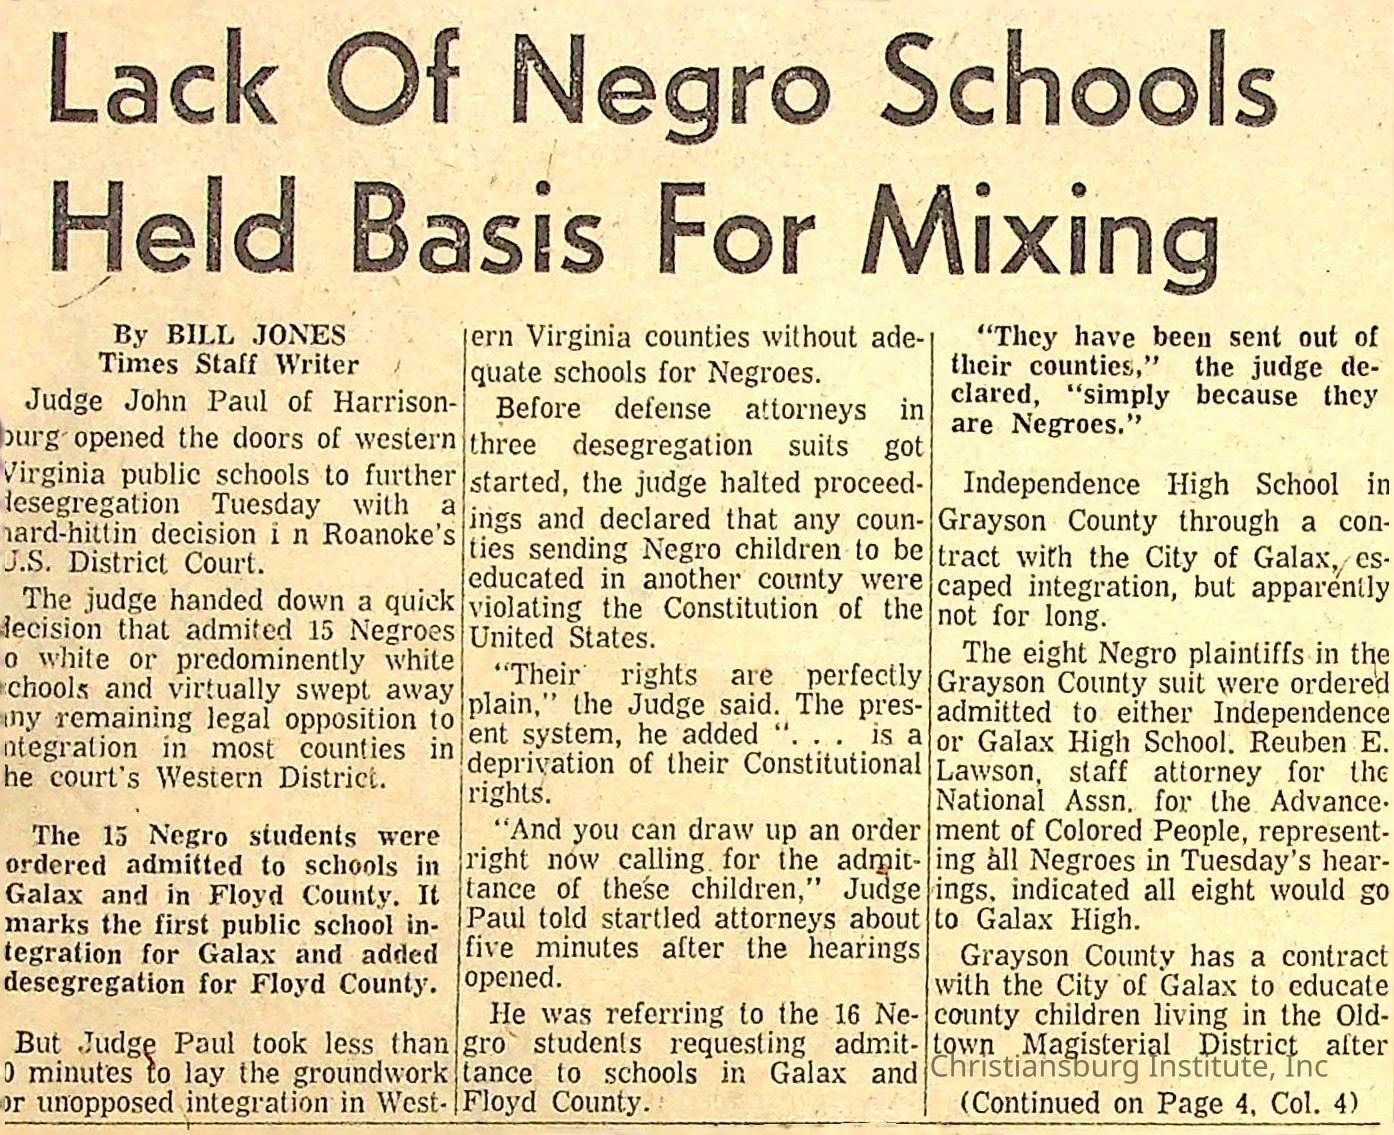 Lack Of Negro Schools
Held Basis For Mixing
By BILL JONES
Times Staff Writer
Judge John Paul of Harrison-
burg opened the doors of western
Virginia public schools to further
desegregation Tuesday with a
hard-hittin decision i n Roanoke's
U.S. District Court.
The judge handed down a quick
decision that admited 15 Negroes
o white or predominently white
schools and virtually swept away
any remaining legal opposition to
ntegration in most counties in
he court's Western District.
The 15 Negro students were
ordered admitted to schools in
Galax and in Floyd County. It
marks the first public school in-
tegration for Galax and added
desegregation for Floyd County.
But Judge Paul took less than
0 minutes to lay the groundwork
or unopposed integration in West-
ern Virginia counties without ade-
quate schools for Negroes.
Before defense attorneys in
three desegregation suits got
started, the judge halted proceed-
ings and declared that any coun-
ties sending Negro children to be
educated in another county were
violating the Constitution of the
United States.
"Their rights are perfectly
plain," the Judge said. The pres-
ent system, he added ". . . is a
deprivation of their Constitutional
rights.
"And you can draw up an order
right now calling for the admit-
tance of these children," Judge
Paul told startled attorneys about
five minutes after the hearings
opened.
He was referring to the 16 Ne-
gro students requesting admit-
tance to schools in Galax and
Floyd County.
"They have been sent out of
their counties," the judge de-
clared, "simply because they
are Negroes."
Independence High School in
Grayson County through a con-
tract with the City of Galax, es-
caped integration, but apparently
not for long.
The eight Negro plaintiffs in the
Grayson County suit were ordered
admitted to either Independence
or Galax High School. Reuben E.
Lawson, staff attorney for the
National Assn. for the Advance-
ment of Colored People, represent-
ing all Negroes in Tuesday's hear-
ings, indicated all eight would go
to Galax High.
Grayson County has a contract
with the City of Galax to educate
county children living in the Old-
town Magisterial District after
Christiansburg Institute, Inc
(Continued on Page 4, Col. 4)